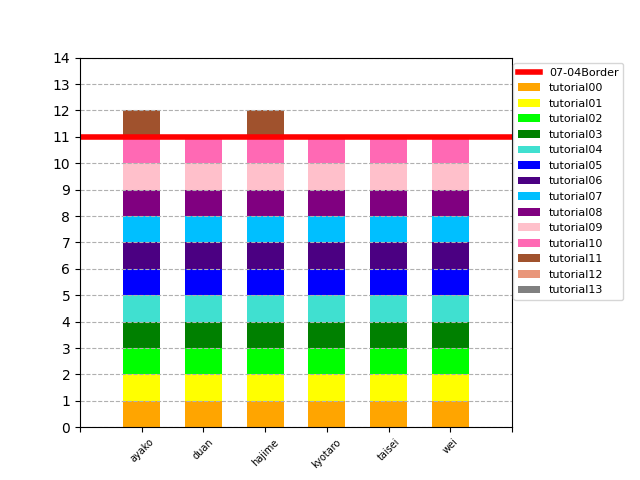 14
13
12
11
10
9
8
7
6
5
4
3
2
1
0
ayako
duan
hajime
kyotaro
taisei
wei
07-04Border
tutorial00
tutorial01
tutorial02
tutorial03
tutorial04
tutorial05
tutorial06
tutorial07
tutorial08
tutorial09
tutorial10
tutorial11
tutorial12
tutorial13